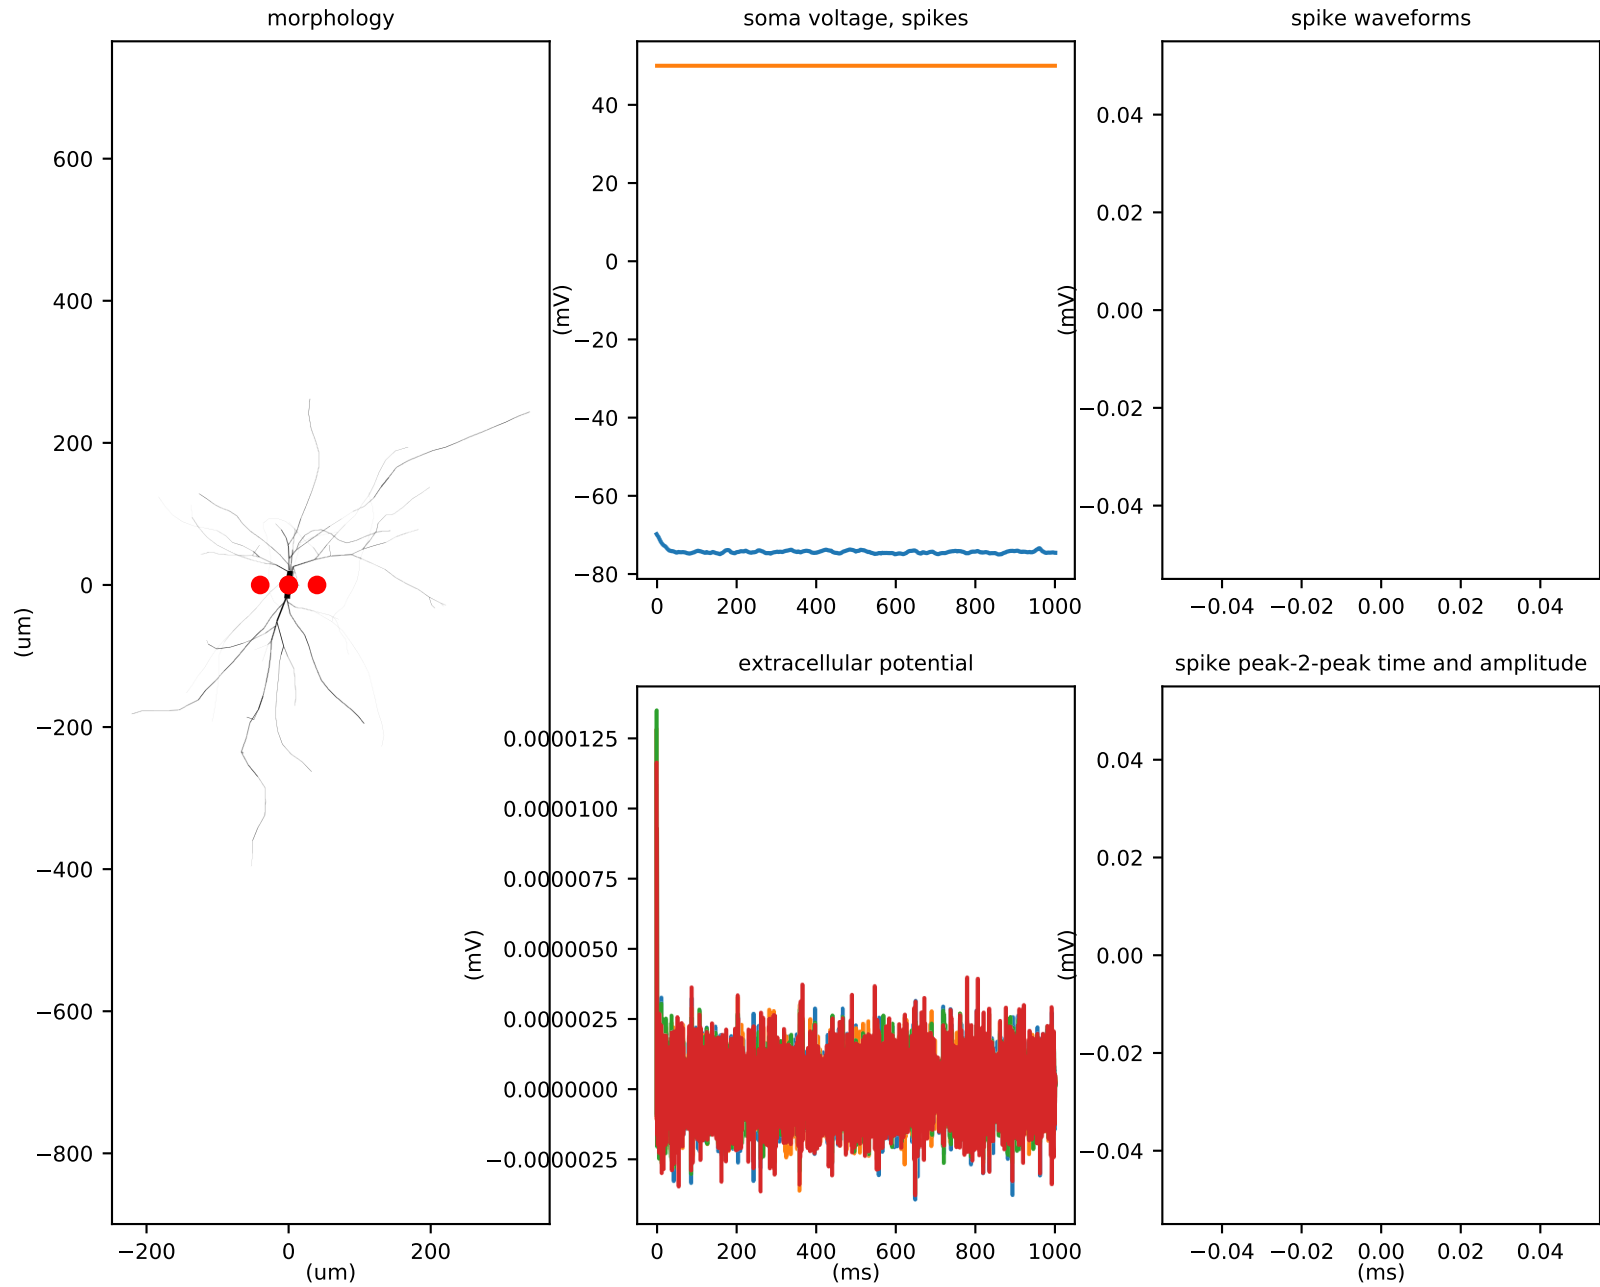 morphology
600
400
200
0
−200
−400
−600
−800
(um)
−200 0 200
(um)
soma voltage, spikes
40
20
0
−20
−40
−60
−80
(mV)
0 200 400 600 800 1000
spike waveforms
0.04
0.02
0.00
−0.02
−0.04
(mV)
−0.04 −0.02 0.00 0.02 0.04
extracellular potential
0.0000125
0.0000100
0.0000075
0.0000050
0.0000025
0.0000000
−0.0000025
(mV)
0 200 400 600 800 1000
(ms)
spike peak-2-peak time and amplitude
0.04
0.02
0.00
−0.02
−0.04
(mV)
−0.04 −0.02 0.00 0.02 0.04
(ms)